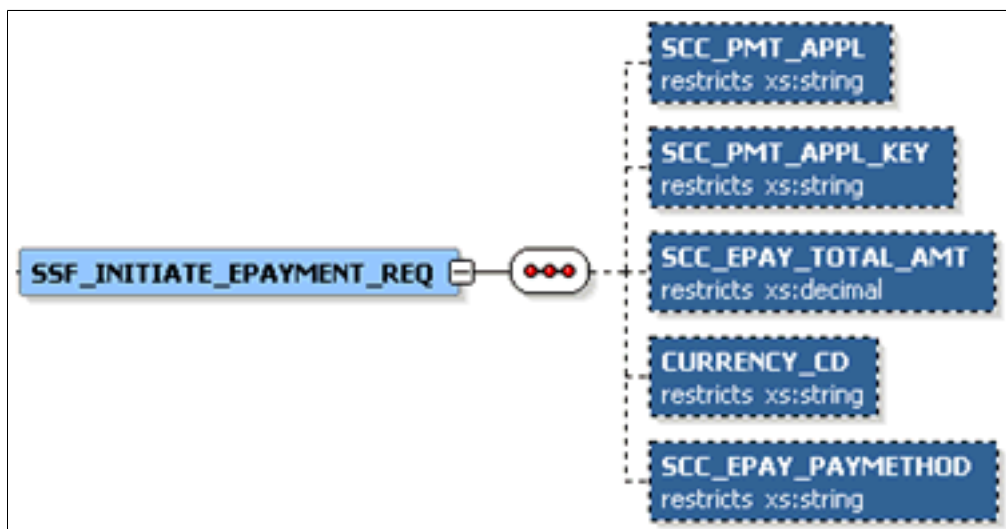 SCC_PMT_APPL
restricts xs:string
SCC_PMT_APPL_KEY
restricts xs:string
SSF_INITIATE_EPAYMENT_REQ
SCC_EPAY_TOTAL_AMT
restricts xs:decimal
CURRENCY_CD
restricts xs:string
SCC_EPAY_PAYMETHOD
restricts xs:string